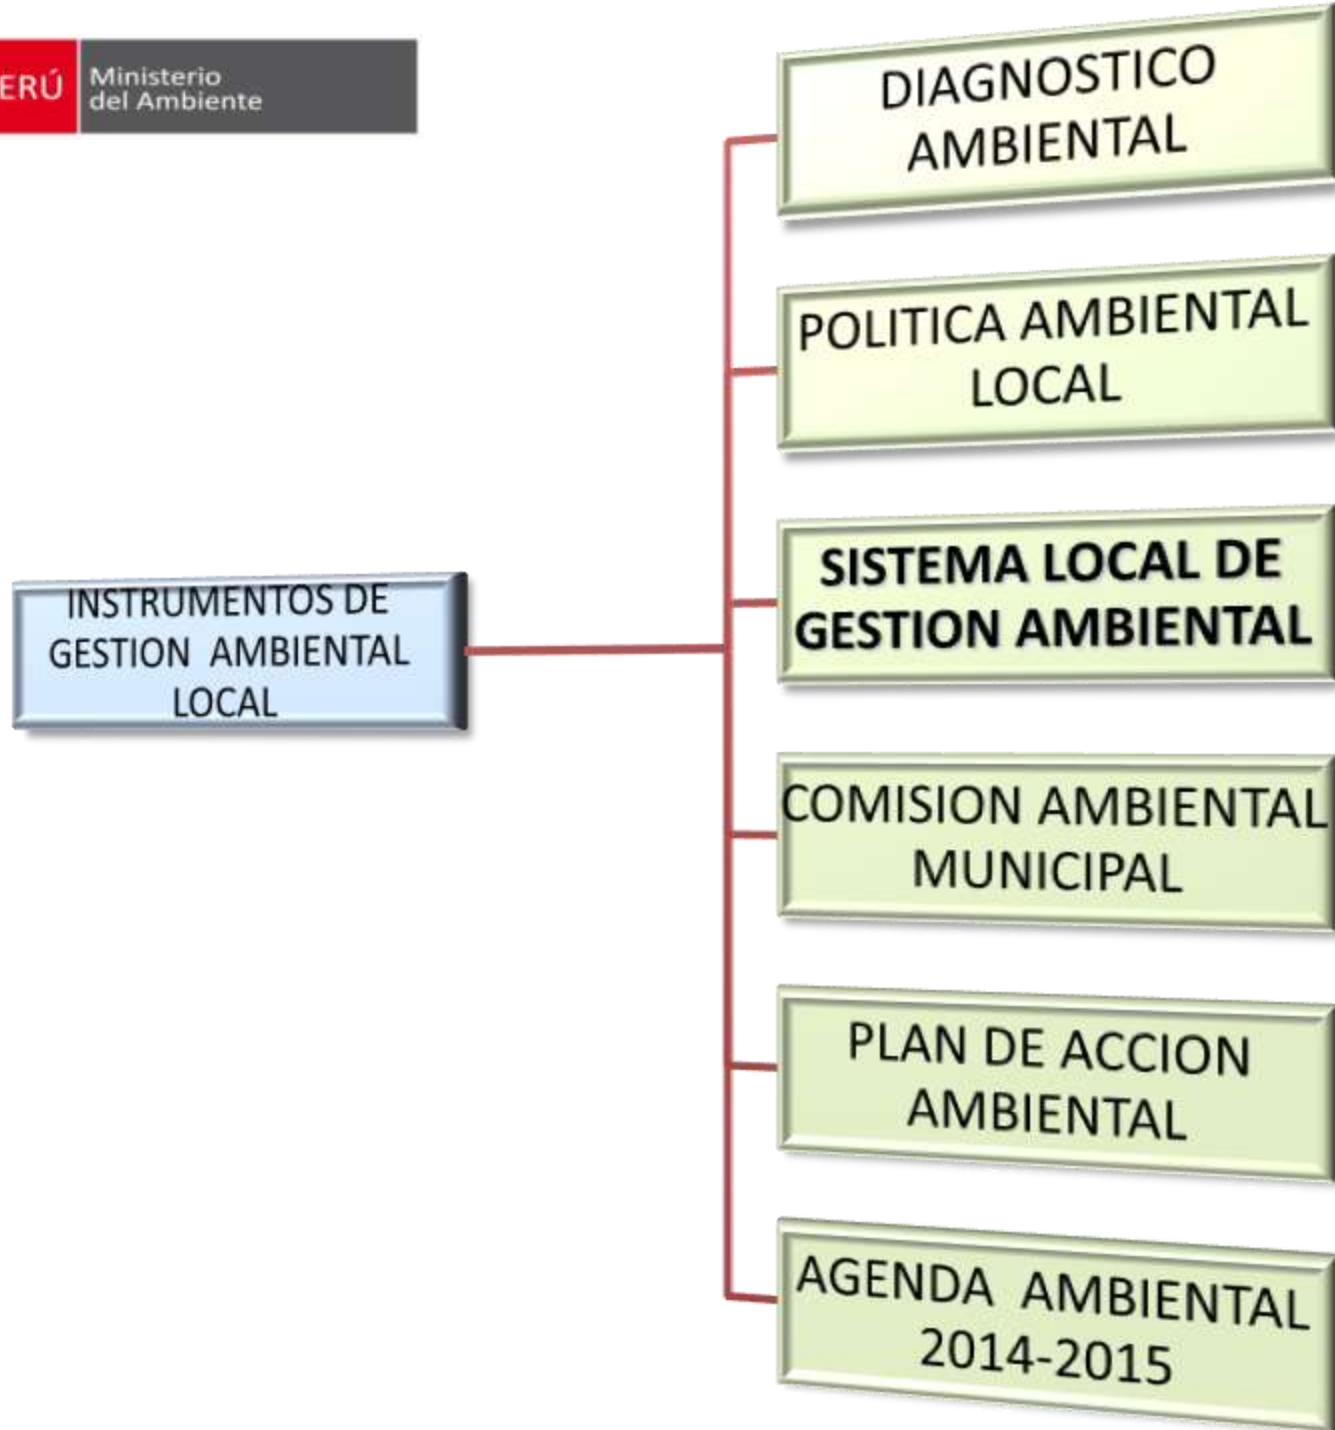 ERÚ
Ministerio
del Ambiente
DIAGNOSTICO
AMBIENTAL
POLITICA AMBIENTAL
LOCAL
SISTEMA LOCAL DE
GESTION AMBIENTAL
INSTRUMENTOS DE
GESTION AMBIENTAL
LOCAL
COMISION AMBIENTAL
MUNICIPAL
PLAN DE ACCION
AMBIENTAL
AGENDA AMBIENTAL
2014-2015